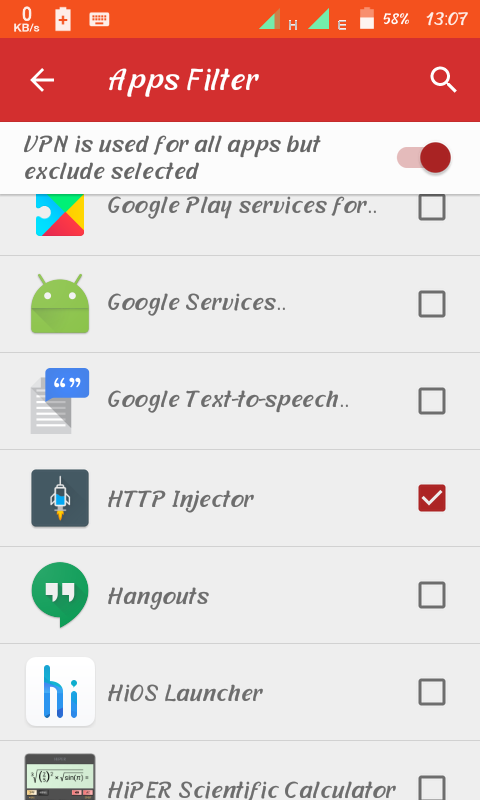 0
KB/s
H
E
58%
13:07
Apps Filter
VPN is used for all apps but
exclude selected
Google Play services for..
Google Services..
Google Text-to-speech..
HTTP Injector
Hangouts
hi
HiOS Launcher
HiPER Scientific Calculator